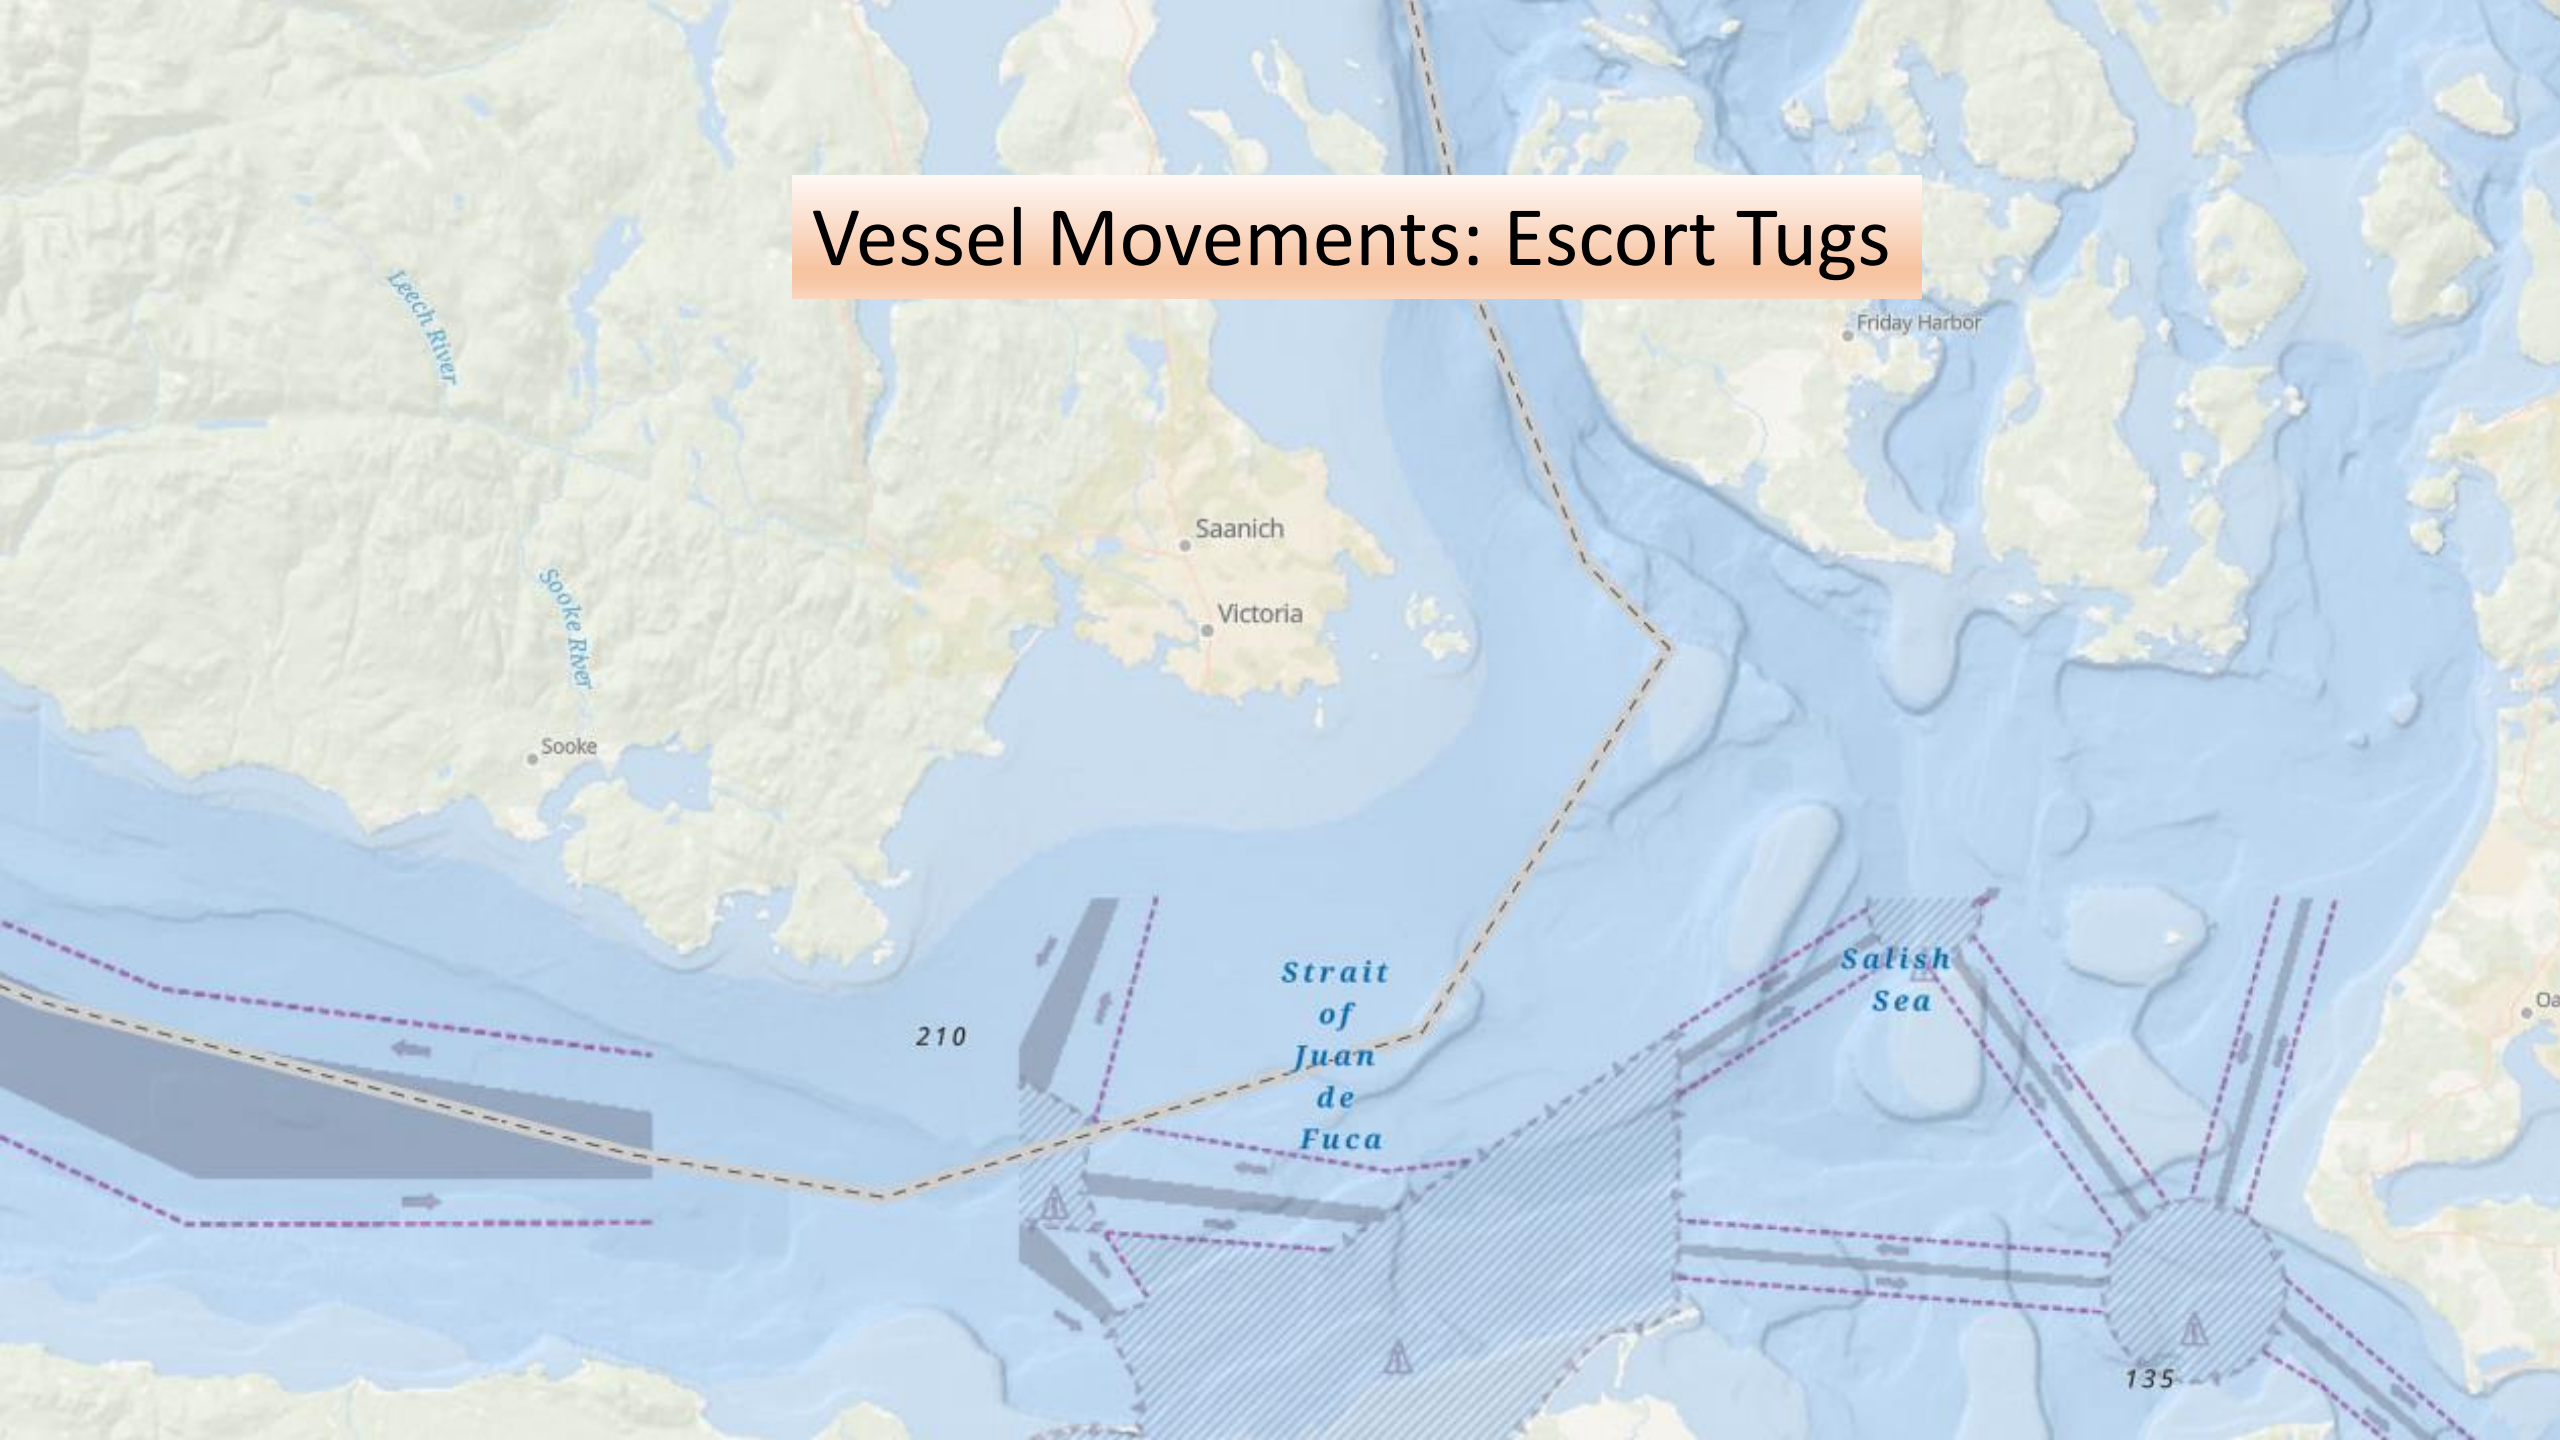 Vessel Movements: Escort Tugs
Friday Harbor
Leech River
Saanich
Sooke River
Victoria
Sooke
Strait
of
Juan
de
Fuca
Salish
Sea
210
Oa
135